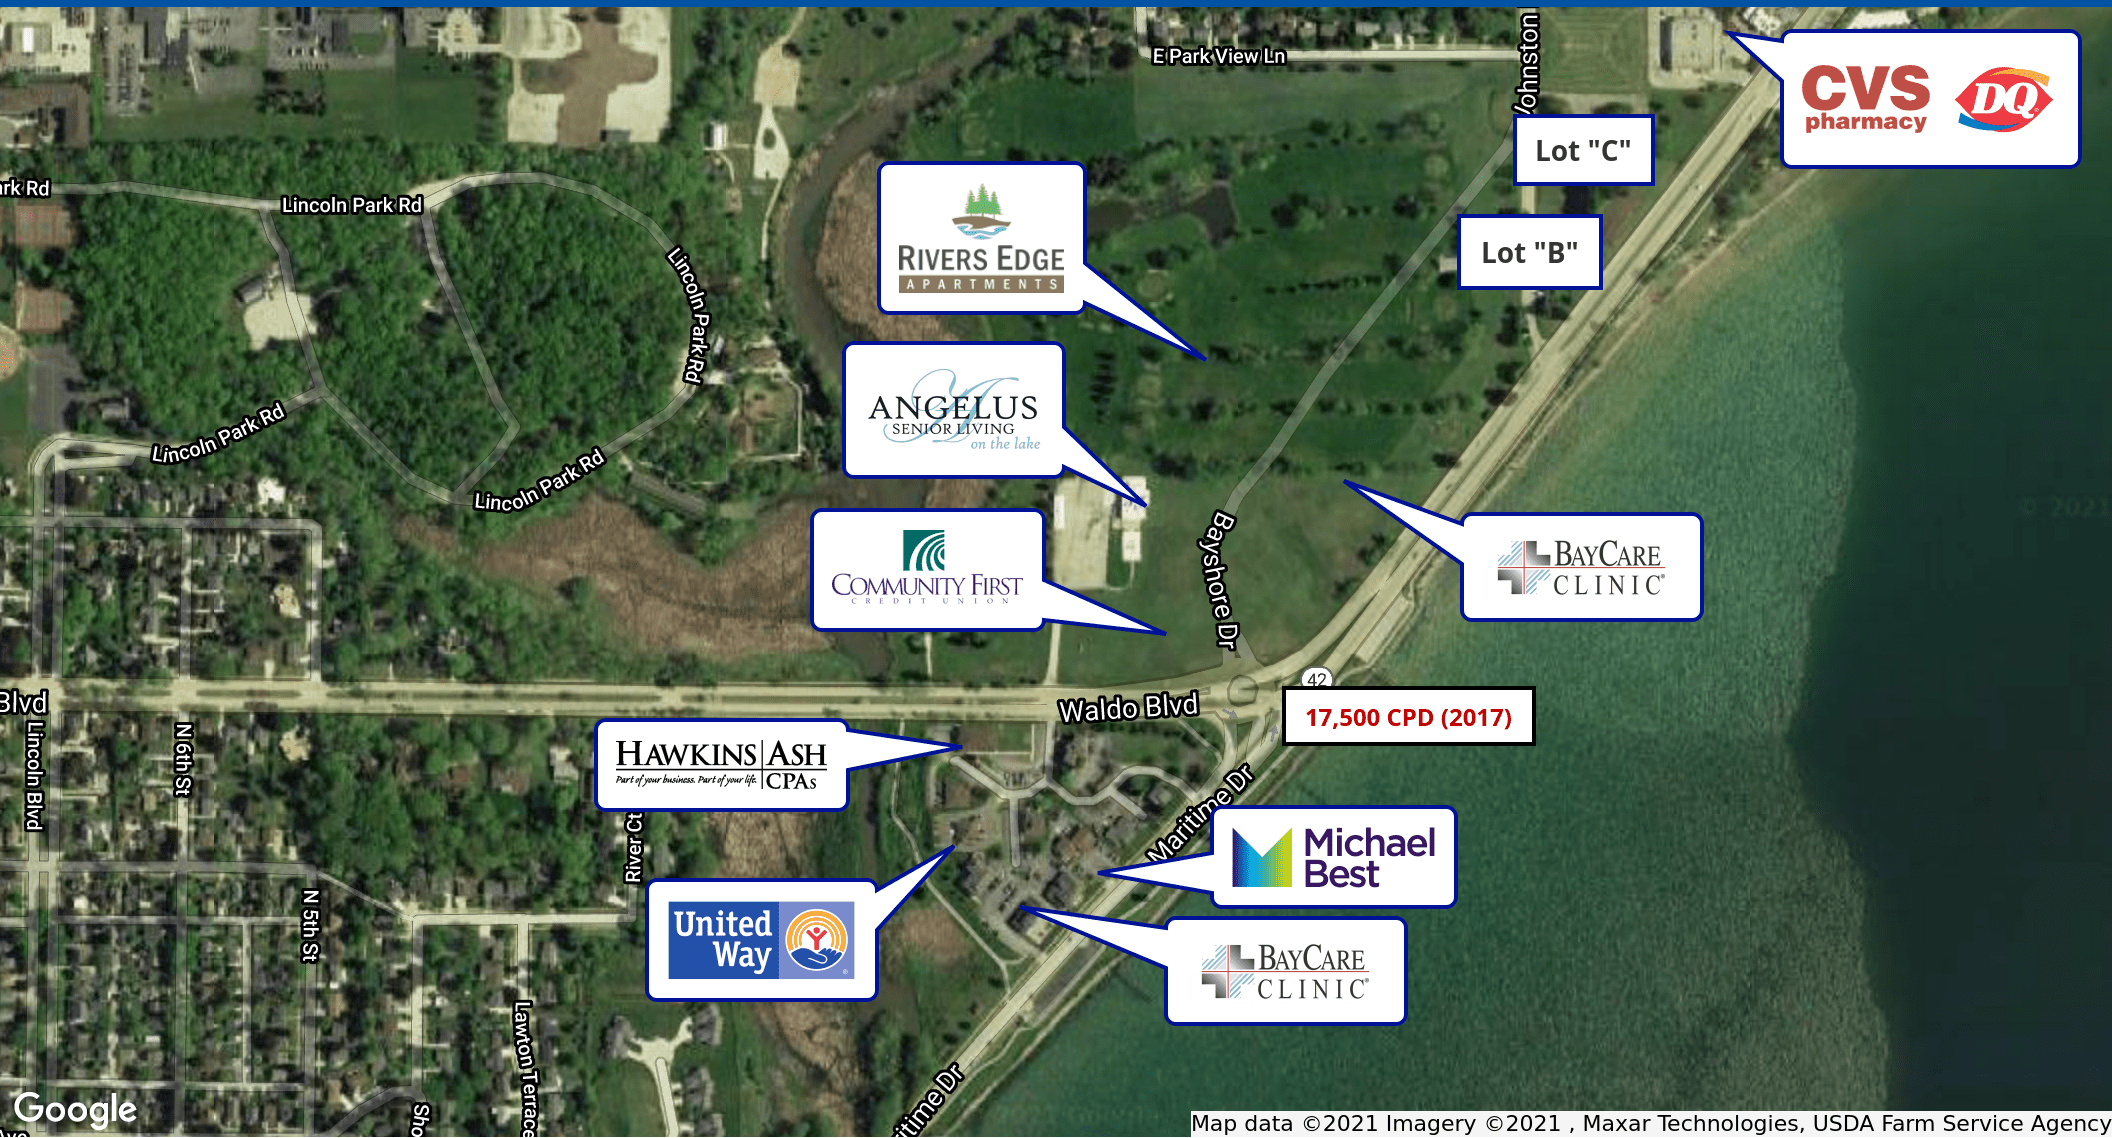 E Park View Ln
Johnston
CVS
pharmacy
DQ
Lot "C"
Lot "B"
rk Rd
Lincoln Park Rd
Lincoln Park Rd
Lincoln Park Rd
Lincoln Park Rd
RIVERS EDGE
APARTMENTS
ANGELUS
SENIOR LIVING
on the lake
COMMUNITY FIRST
CREDIT UNION
Bayshore Dr
BAYCARE
CLINIC®
© 2021
42
17,500 CPD (2017)
Blvd
Waldo Blvd
Lincoln Blvd
N 6th St
HAWKINS ASH
Part of your business. Part of your life.
CPAS
Maritime Dr
River Ct
N 5th St
Michael
Best
United
Way
BAYCARE
CLINIC®
Lawton Terrace
Sho
itime Dr
Ave
Google
Map data ©2021 Imagery ©2021 , Maxar Technologies, USDA Farm Service Agency